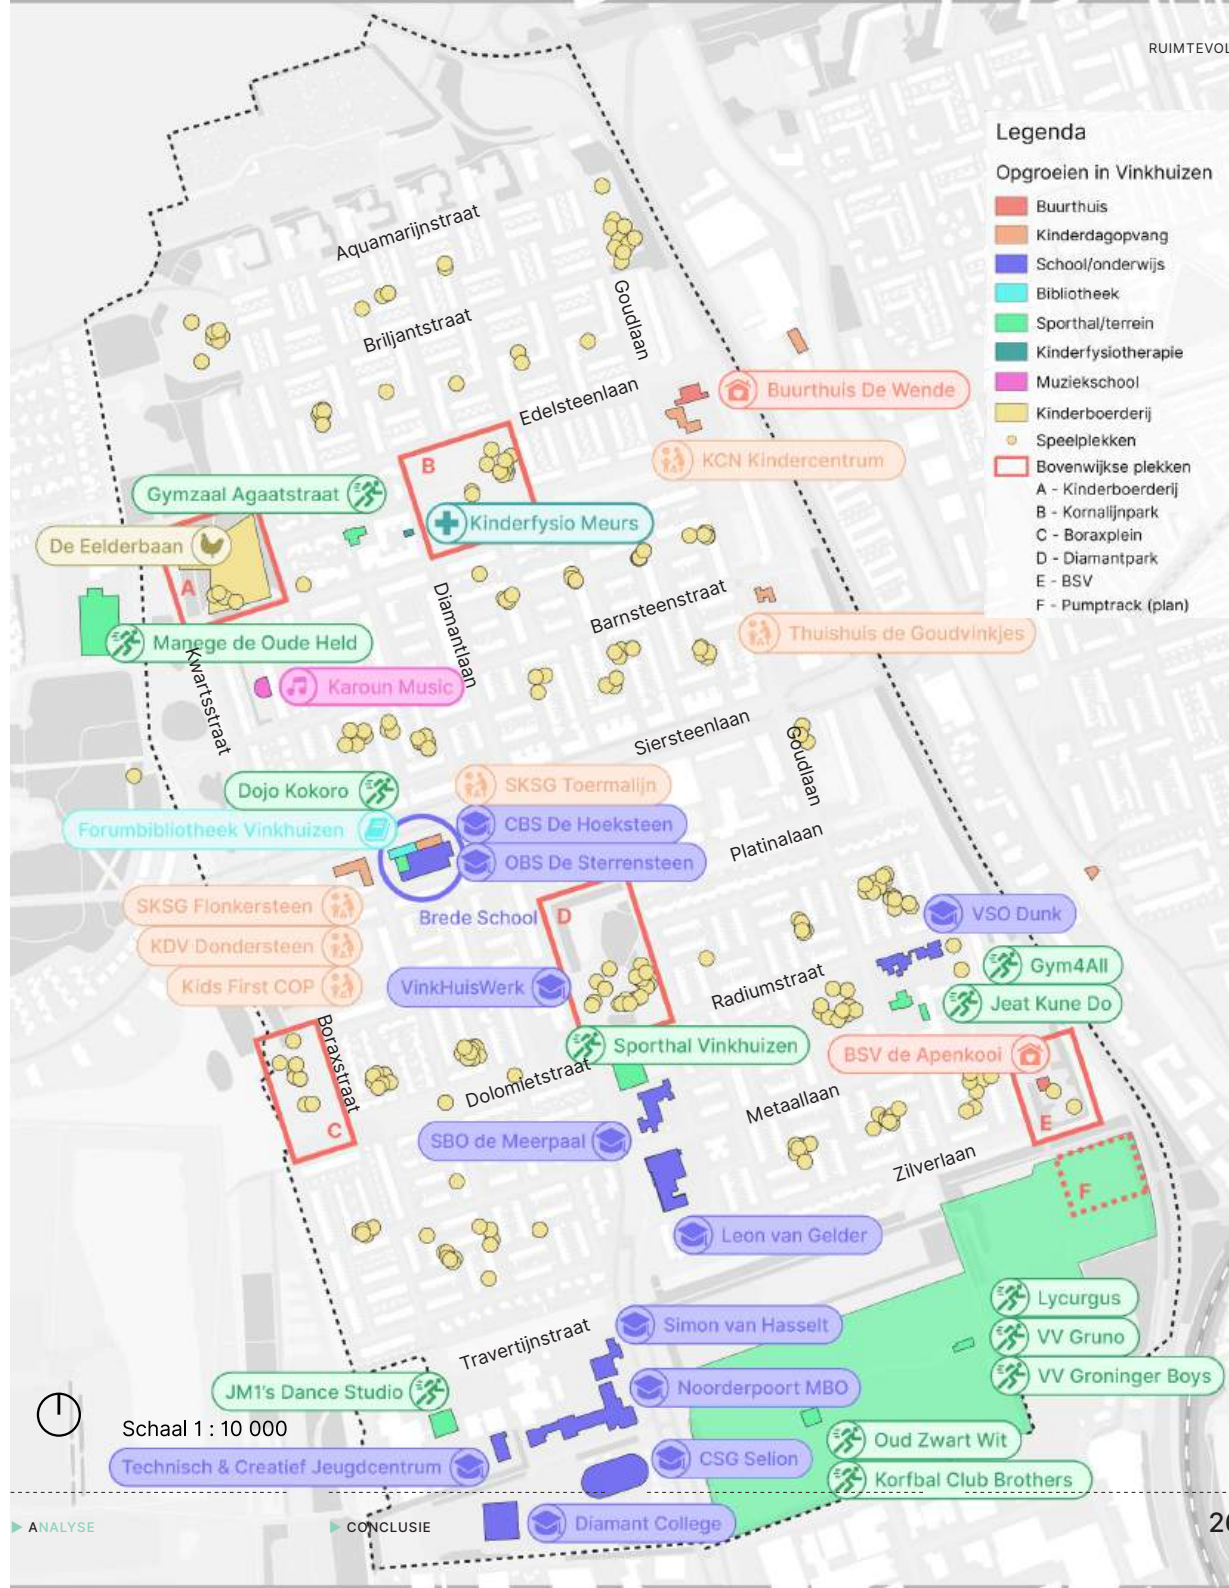 RUIMTEVOL
Legenda
Opgroeien in Vinkhuizen
Buurthuis
Kinderdagopvang
School/onderwijs
Bibliotheek
Sporthal/terrein
Kinderfysiotherapie
Muziekschool
Kinderboerderij
Speelplekken
Bovenwijkse plekken
A - Kinderboerderij
B - Kornalijnpark
C - Boraxplein
D - Diamantpark
E - BSV
F - Pumptrack (plan)
Aquamarijnstraat
Briljantstraat
Goudlaan
Edelsteenlaan
Buurthuis De Wende
KCN Kindercentrum
B
Gymzaal Agaatstraat
Kinderfysio Meurs
De Eelderbaan
A
Diamantlaan
Barnsteenstraat
Thuishuis de Goudvinkjes
Manege de Oude Held
Kwartsstraat
Karoun Music
Siersteenlaan
Goudlaan
Dojo Kokoro
SKSG Toermalijn
Forumbibliotheek Vinkhuizen
CBS De Hoeksteen
OBS De Sterrensteen
Platinalaan
SKSG Flonkersteen
Brede School
D
VSO Dunk
KDV Dondersteen
Kids First COP
VinkHuisWerk
Radiumstraat
Gym4All
Jeat Kune Do
Boraxstraat
Sporthal Vinkhuizen
BSV de Apenkooi
Dolomietstraat
Metaallaan
C
E
SBO de Meerpaal
Zilverlaan
F
Leon van Gelder
Lycurgus
VV Gruno
VV Groninger Boys
Simon van Hasselt
Travertijnstraat
Noorderpoort MBO
JM1's Dance Studio
Schaal 1 : 10 000
Oud Zwart Wit
Korfbal Club Brothers
Technisch & Creatief Jeugdcentrum
CSG Selion
Diamant College
ANALYSE
CONCLUSIE